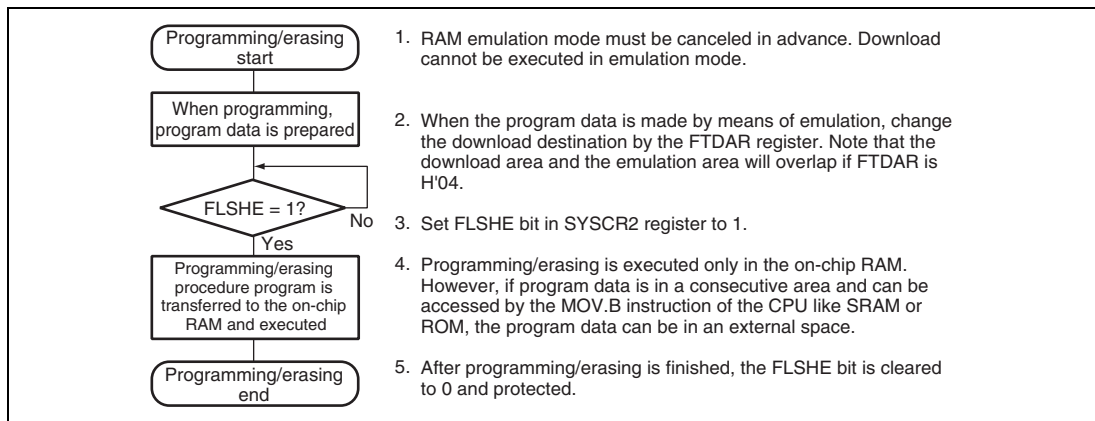 Programming/erasing
start
When programming,
program data is prepared
FLSHE = 1?
No
Yes
Programming/erasing
procedure program is
transferred to the on-chip
RAM and executed
Programming/erasing
end
1. RAM emulation mode must be canceled in advance. Download
cannot be executed in emulation mode.
2. When the program data is made by means of emulation, change
the download destination by the FTDAR register. Note that the
download area and the emulation area will overlap if FTDAR is
H'04.
3. Set FLSHE bit in SYSCR2 register to 1.
4. Programming/erasing is executed only in the on-chip RAM.
However, if program data is in a consecutive area and can be
accessed by the MOV.B instruction of the CPU like SRAM or
ROM, the program data can be in an external space.
5. After programming/erasing is finished, the FLSHE bit is cleared
to 0 and protected.